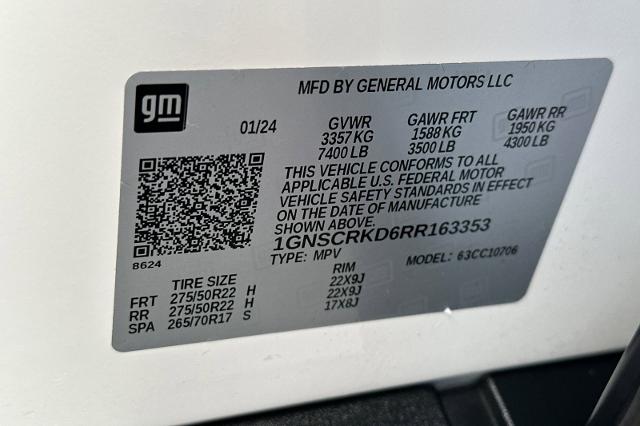 gm
MFD BY GENERAL MOTORS LLC
01/24
GVWR GAWR FRT GAWR RR
3357 KG 1588 KG 1950 KG
7400 LB 3500 LB 4300 LB
THIS VEHICLE CONFORMS TO ALL
APPLICABLE U.S. FEDERAL MOTOR
VEHICLE SAFETY STANDARDS IN EFFECT
ON THE DATE OF MANUFACTURE
SHOWN ABOVE.
1GNSCRKD6RR163353
TYPE: MPV MODEL: 63CC10706
8624
TIRE SIZE RIM
FRT 275/50R22 H 22X9J
RR 275/50R22 H 22X9J
SPA 265/70R17 S 17X8J